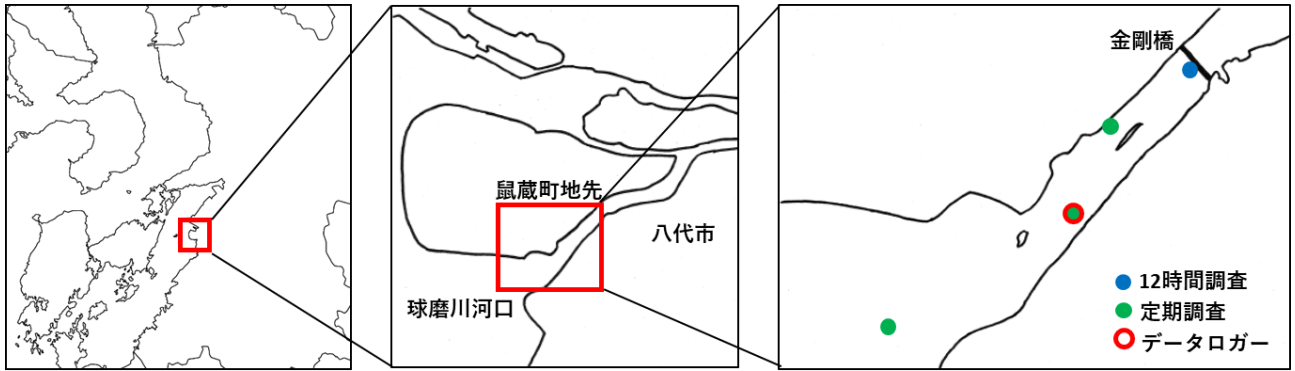 鼠蔵町地先
八代市
球磨川河口
金剛橋
12時間調査
定期調査
データロガー